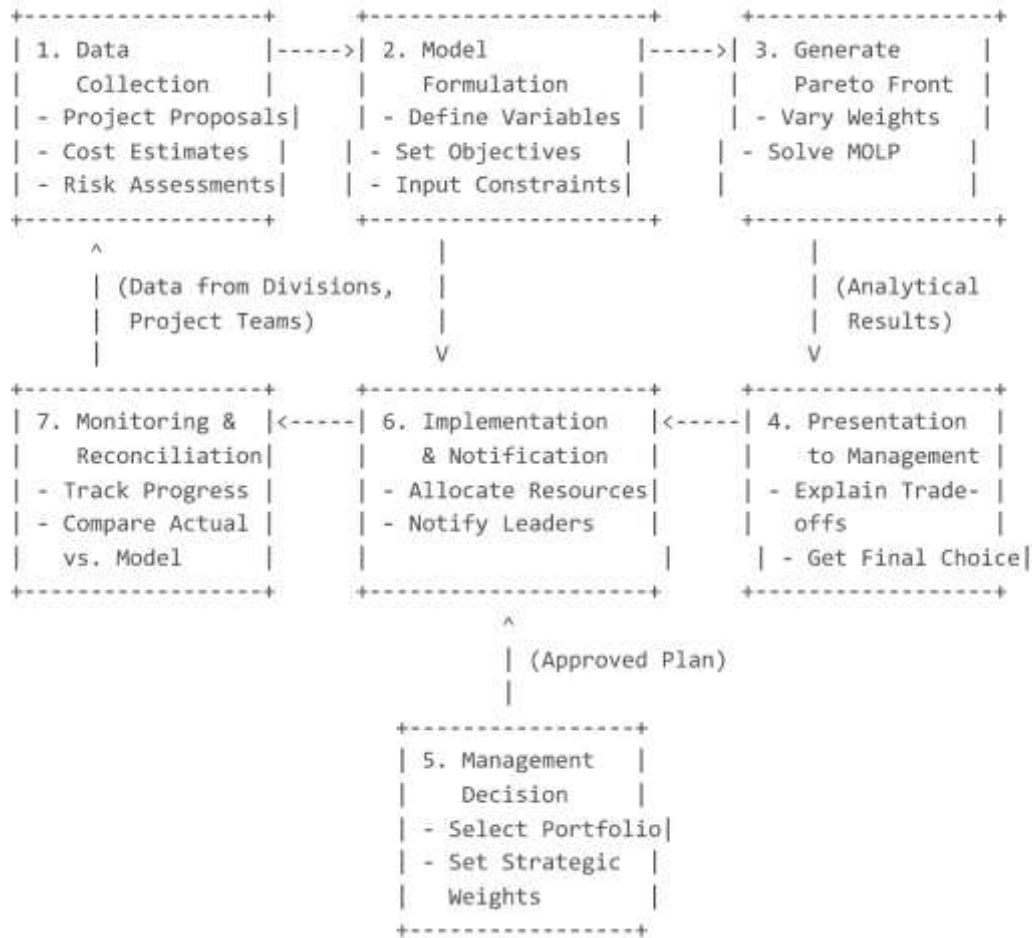 1. Data
Collection
- Project Proposals
- Cost Estimates
- Risk Assessments
2. Model
Formulation
- Define Variables
- Set Objectives
- Input Constraints
3. Generate
Pareto Front
- Vary Weights
- Solve MOLP
(Data from Divisions,
Project Teams)
(Analytical
Results)
7. Monitoring &
Reconciliation
- Track Progress
- Compare Actual
vs. Model
6. Implementation
& Notification
- Allocate Resources
- Notify Leaders
4. Presentation
to Management
- Explain Trade-
offs
- Get Final Choice
(Approved Plan)
5. Management
Decision
- Select Portfolio
- Set Strategic
Weights